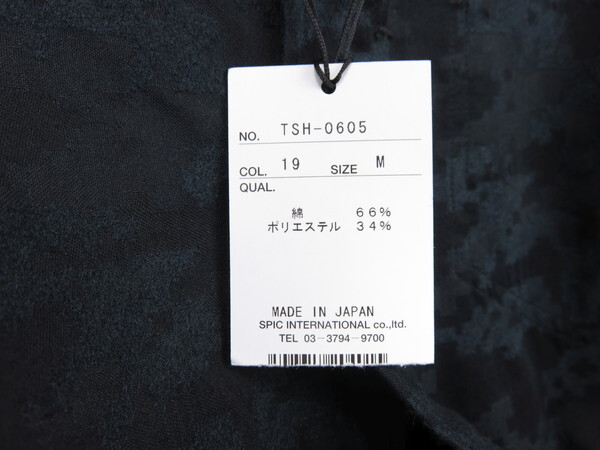 NO. TSH-0605
COL. 19 SIZE M
QUAL.
綿 66%
ポリエステル 34%
MADE IN JAPAN
SPIC INTERNATIONAL co.,ltd.
TEL 03-3794-9700